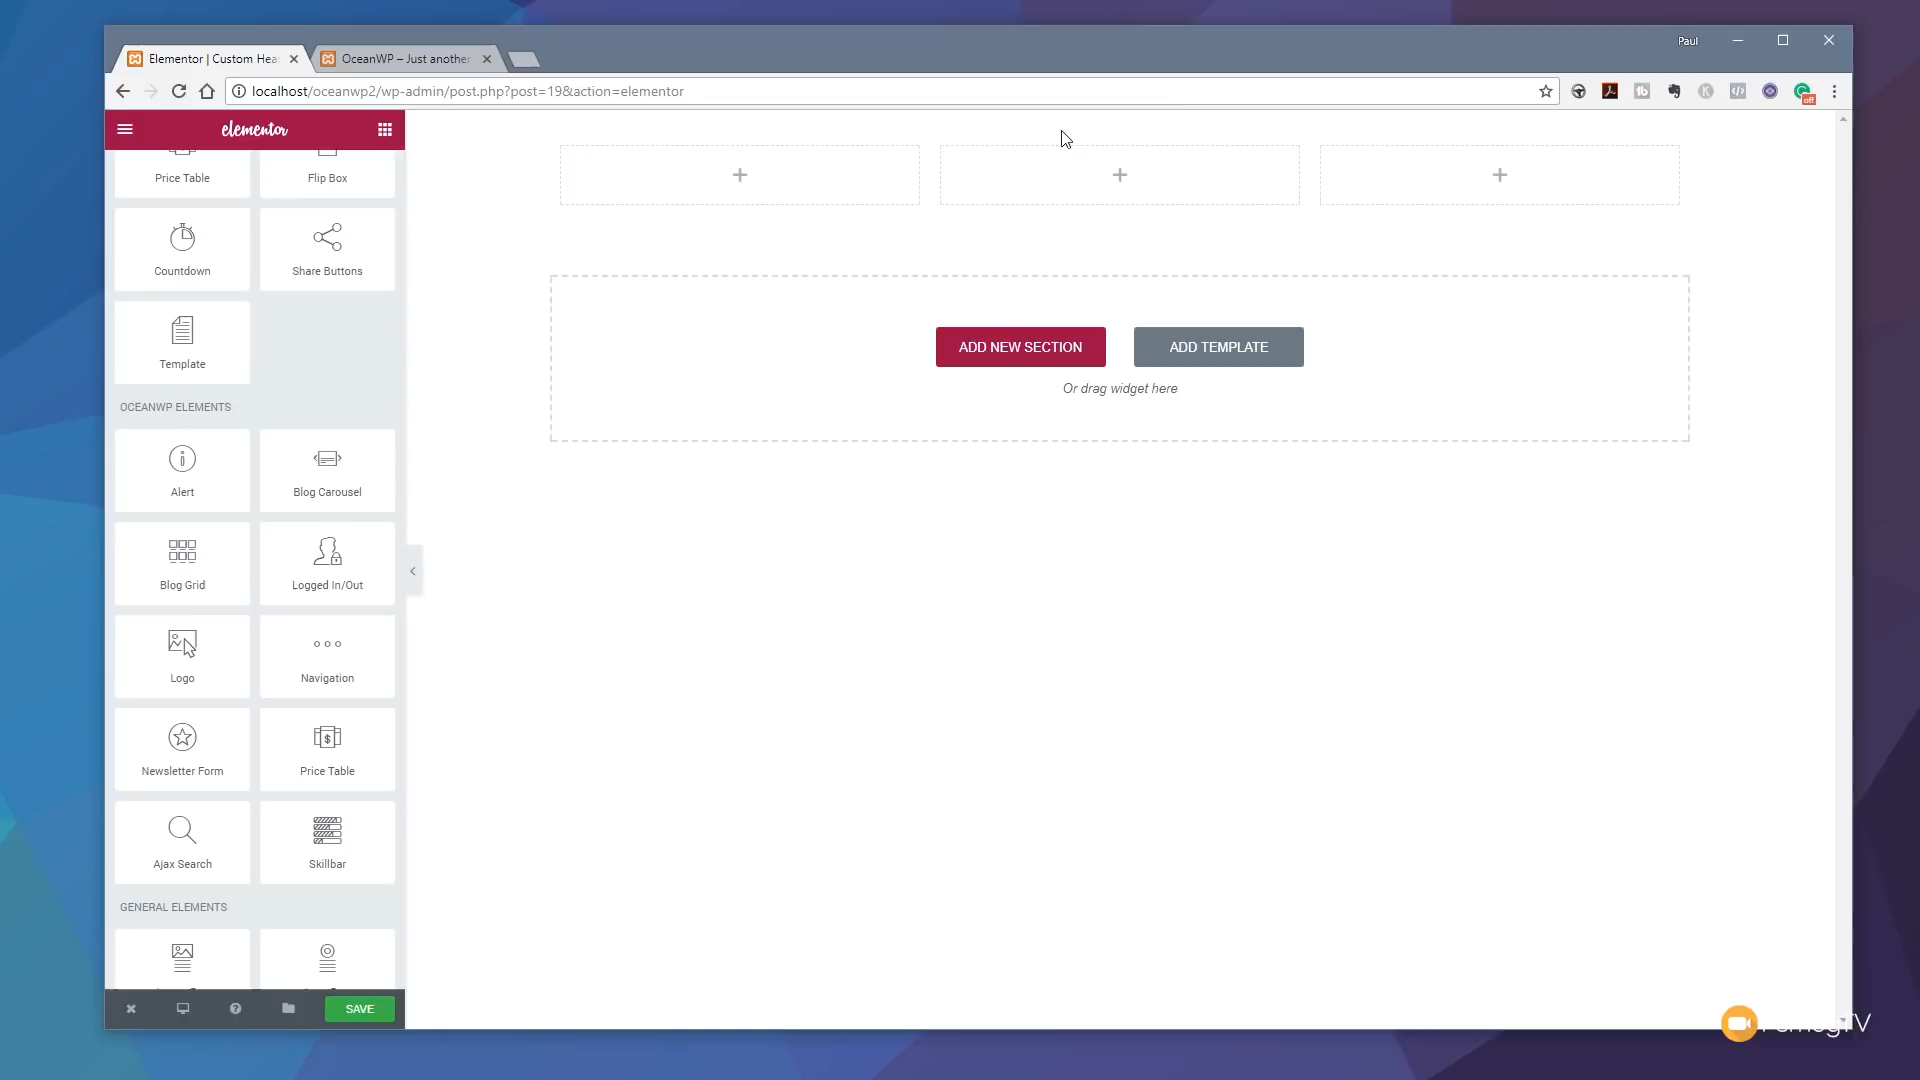 Paul
Elementor | Custom Hea
OceanWP – Just another
localhost/oceanwp2/wp-admin/post.php?post=19&action=elementor
off
elementor
Price Table
Flip Box
Countdown
Share Buttons
Template
OCEANWP ELEMENTS
Alert
Blog Carousel
Blog Grid
Logged In/Out
Logo
Navigation
Newsletter Form
Price Table
Ajax Search
Skillbar
GENERAL ELEMENTS
SAVE
ADD NEW SECTION
ADD TEMPLATE
Or drag widget here